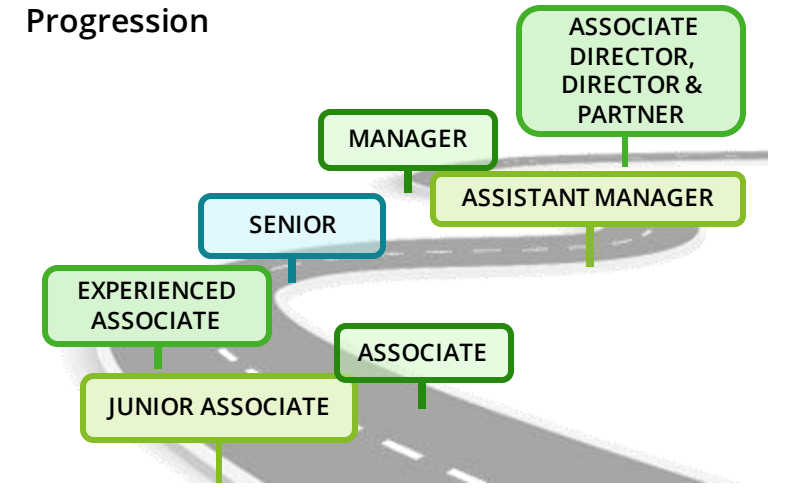 Progression
ASSOCIATE
DIRECTOR,
DIRECTOR &
PARTNER
MANAGER
ASSISTANT MANAGER
SENIOR
EXPERIENCED
ASSOCIATE
ASSOCIATE
JUNIOR ASSOCIATE